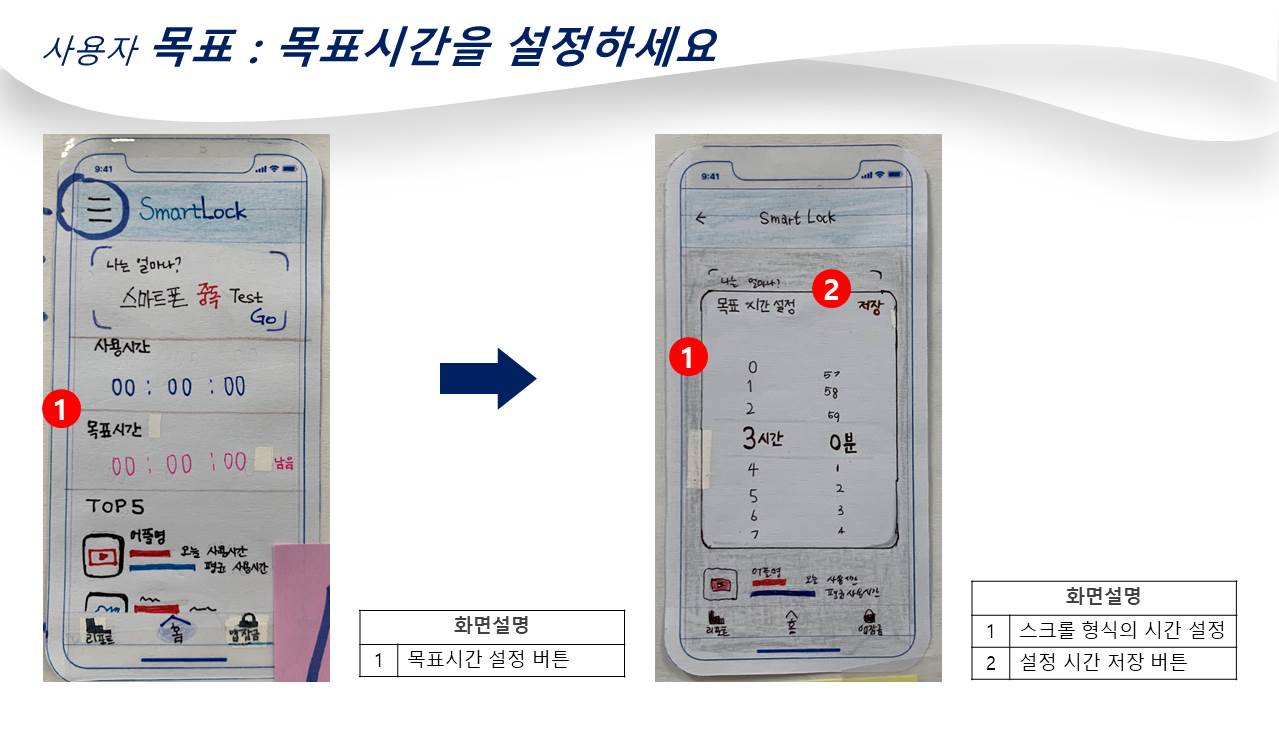 사용자 목표 : 목표시간을 설정하세요
9:41
SmartLock
나는 얼마나?
스마트폰 중독 Test
Go
사용시간
00 : 00 : 00
목표시간
00 : 00 : 00 남음
TOP 5
어플명
오늘 사용시간
평균 사용시간
리포트 홈 앱잠금
1
화면설명
1 목표시간 설정 버튼
9:41
← Smart Lock
나는 얼마나?
목표 시간 설정 저장
0 57
1 58
2 59
3시간 0분
4 1
5 2
6 3
7 4
어플명
오늘 사용시간
평균사용시간
리포트 홈 앱잠금
1
2
화면설명
1 스크롤 형식의 시간 설정
2 설정 시간 저장 버튼